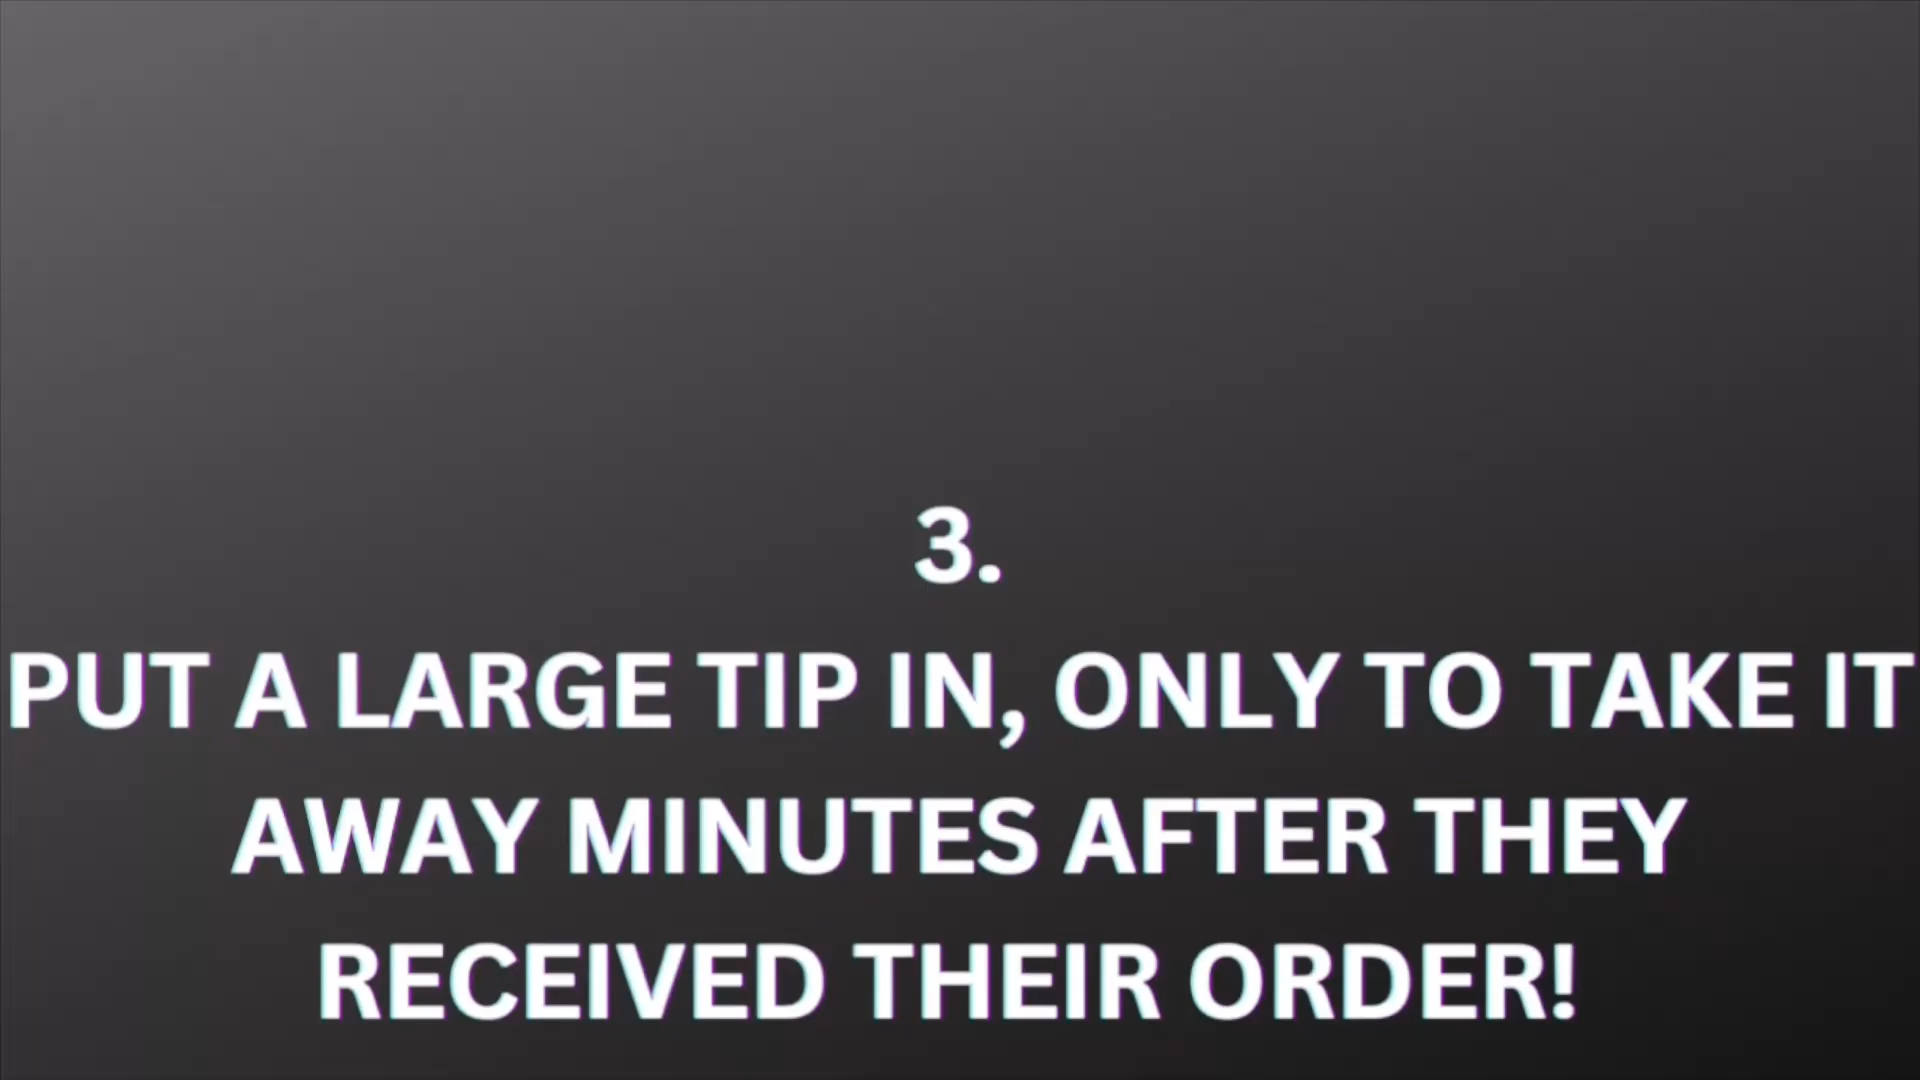 3.
PUT A LARGE TIP IN, ONLY TO TAKE IT
AWAY MINUTES AFTER THEY
RECEIVED THEIR ORDER!